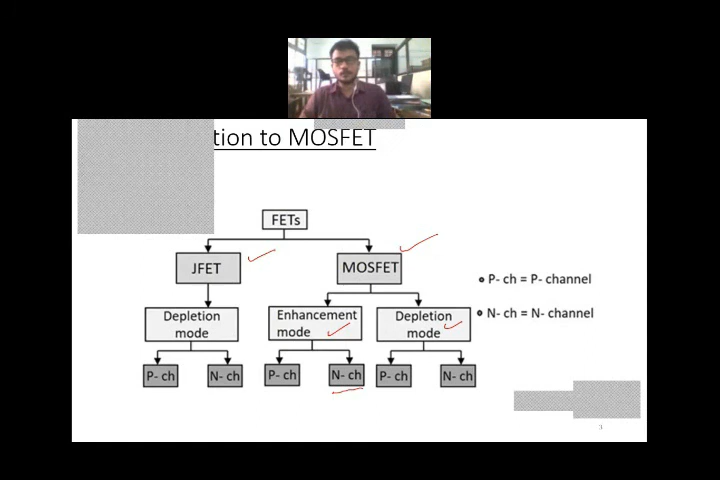 tion to MOSFET
FETs
JFET
MOSFET
Depletion
mode
Enhancement
mode
Depletion
mode
P- ch
N- ch
P- ch
N- ch
P- ch
N- ch
P- ch = P- channel
N- ch = N- channel
3